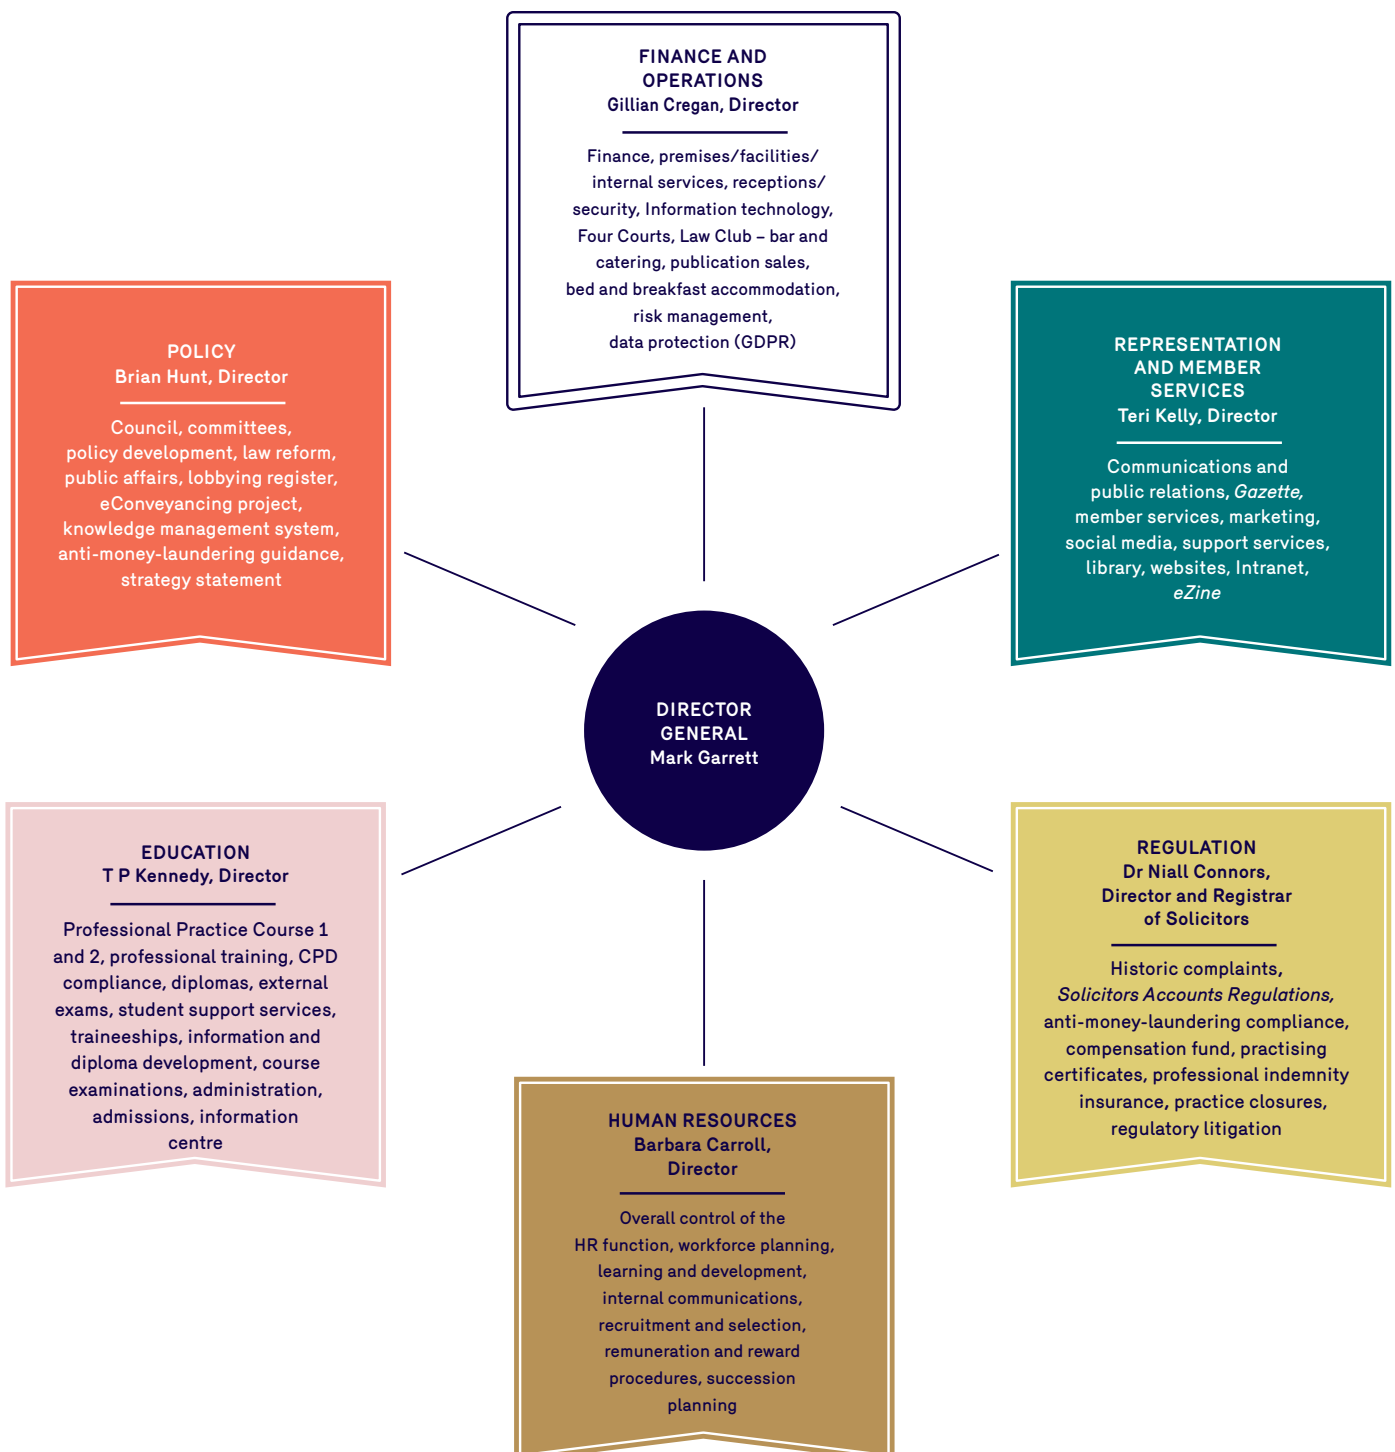 FINANCE AND
OPERATIONS
Gillian Cregan, Director
Finance, premises/facilities/
internal services, receptions/
security, Information technology,
Four Courts, Law Club – bar and
catering, publication sales,
bed and breakfast accommodation,
risk management,
data protection (GDPR)
POLICY
Brian Hunt, Director
Council, committees,
policy development, law reform,
public affairs, lobbying register,
eConveyancing project,
knowledge management system,
anti-money-laundering guidance,
strategy statement
REPRESENTATION
AND MEMBER
SERVICES
Teri Kelly, Director
Communications and
public relations, Gazette,
member services, marketing,
social media, support services,
library, websites, Intranet,
eZine
DIRECTOR
GENERAL
Mark Garrett
EDUCATION
T P Kennedy, Director
Professional Practice Course 1
and 2, professional training, CPD
compliance, diplomas, external
exams, student support services,
traineeships, information and
diploma development, course
examinations, administration,
admissions, information
centre
REGULATION
Dr Niall Connors,
Director and Registrar
of Solicitors
Historic complaints,
Solicitors Accounts Regulations,
anti-money-laundering compliance,
compensation fund, practising
certificates, professional indemnity
insurance, practice closures,
regulatory litigation
HUMAN RESOURCES
Barbara Carroll,
Director
Overall control of the
HR function, workforce planning,
learning and development,
internal communications,
recruitment and selection,
remuneration and reward
procedures, succession
planning